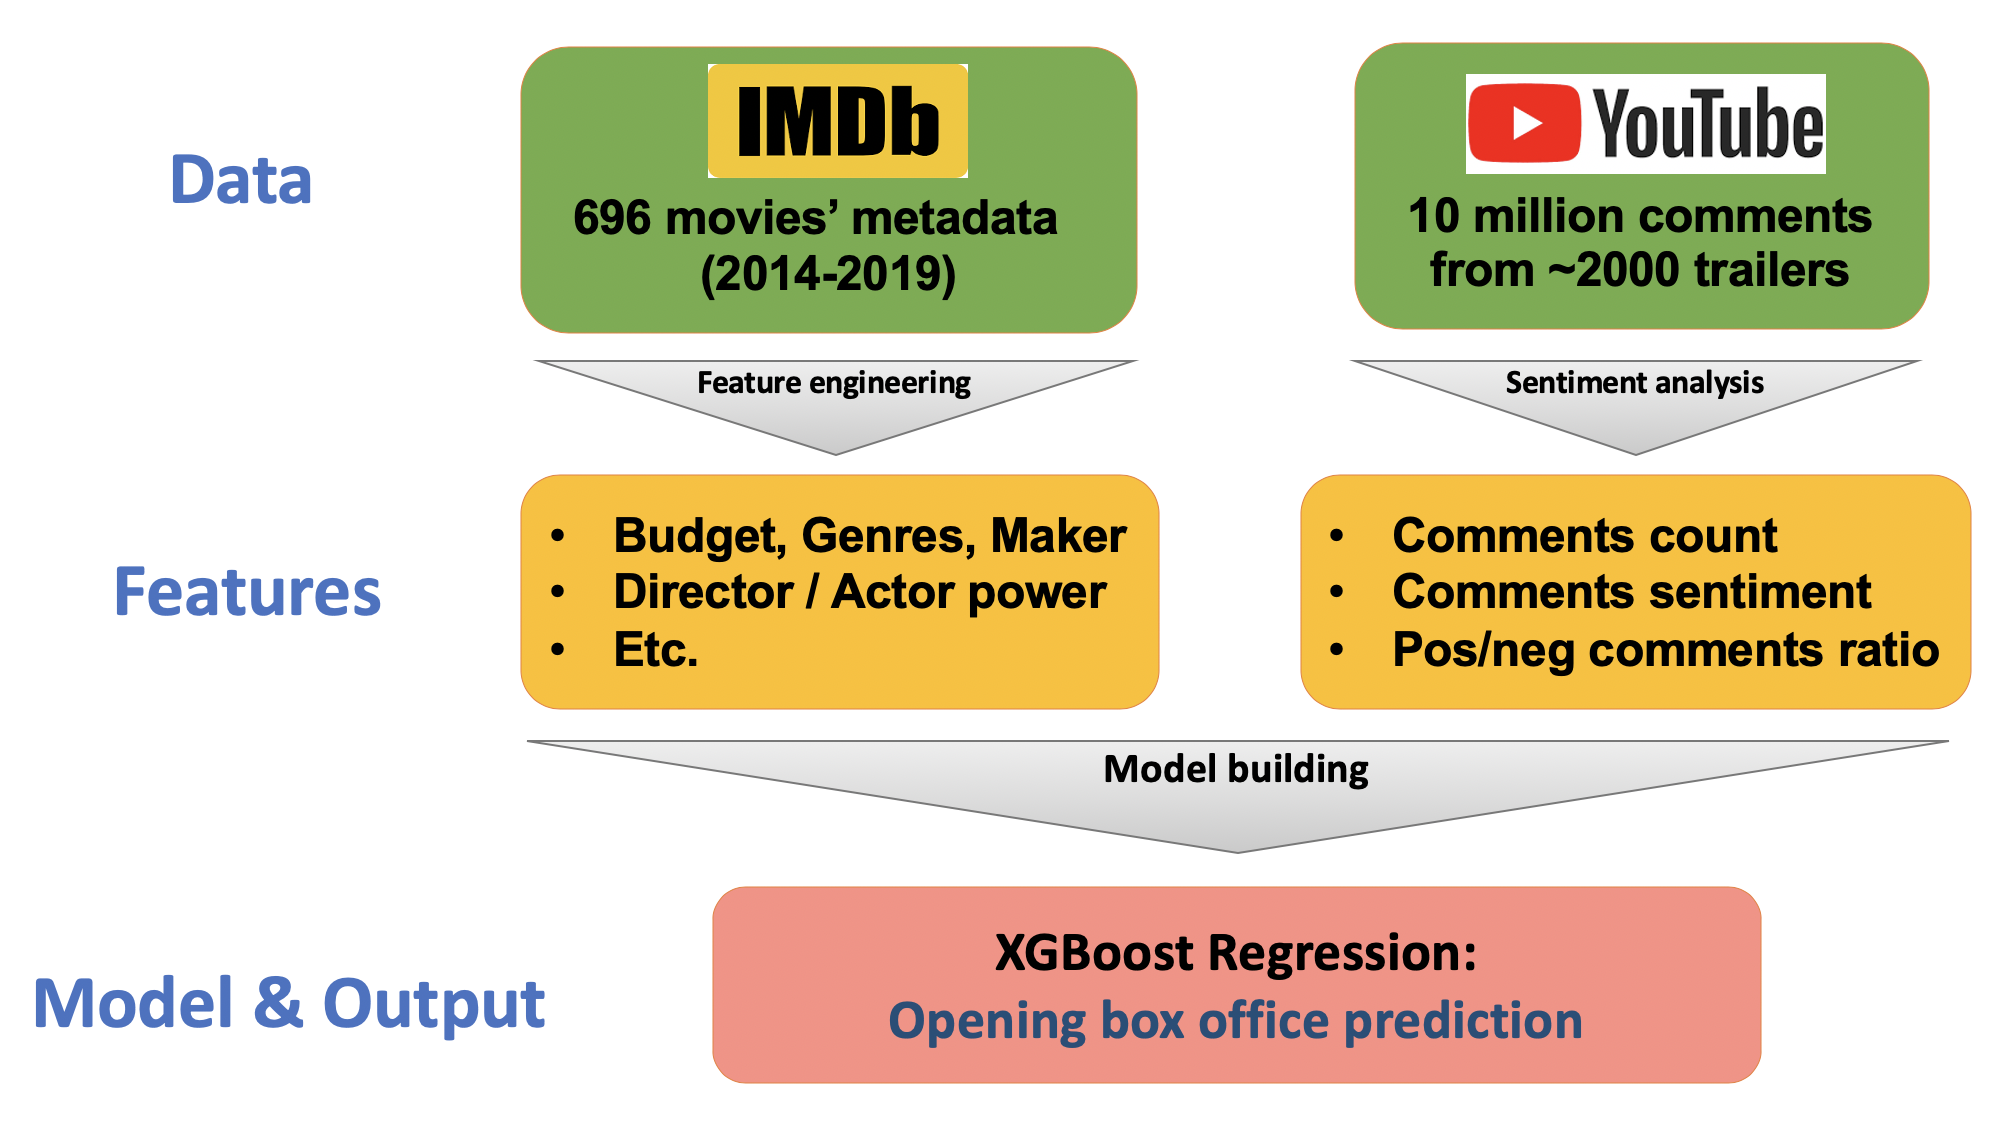 Data
IMDb
696 movies’ metadata
(2014-2019)
YouTube
10 million comments
from ~2000 trailers
Feature engineering
Sentiment analysis
Features
• Budget, Genres, Maker
• Director / Actor power
• Etc.
• Comments count
• Comments sentiment
• Pos/neg comments ratio
Model building
Model & Output
XGBoost Regression:
Opening box office prediction